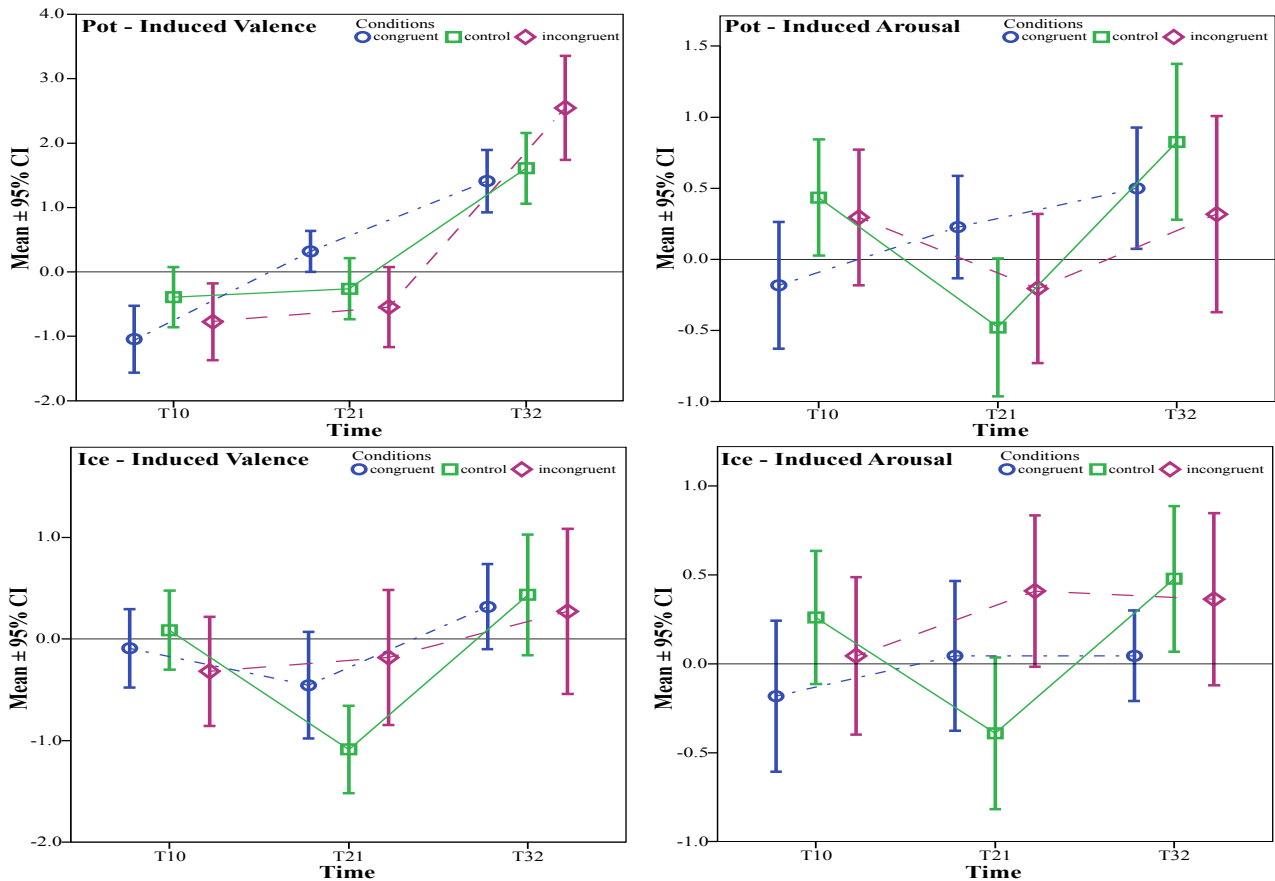 Pot - Induced Valence
Conditions
congruent control incongruent
Mean ± 95% CI
4.0
3.0
2.0
1.0
0.0
-1.0
-2.0
T10 T21 T32
Time
Pot - Induced Arousal
Conditions
congruent control incongruent
Mean ± 95% CI
1.5
1.0
0.5
0.0
-0.5
-1.0
T10 T21 T32
Time
Ice - Induced Valence
Conditions
congruent control incongruent
Mean ± 95% CI
1.0
0.0
-1.0
-2.0
T10 T21 T32
Time
Ice - Induced Arousal
Conditions
congruent control incongruent
Mean ± 95% CI
1.0
0.5
0.0
-0.5
-1.0
T10 T21 T32
Time